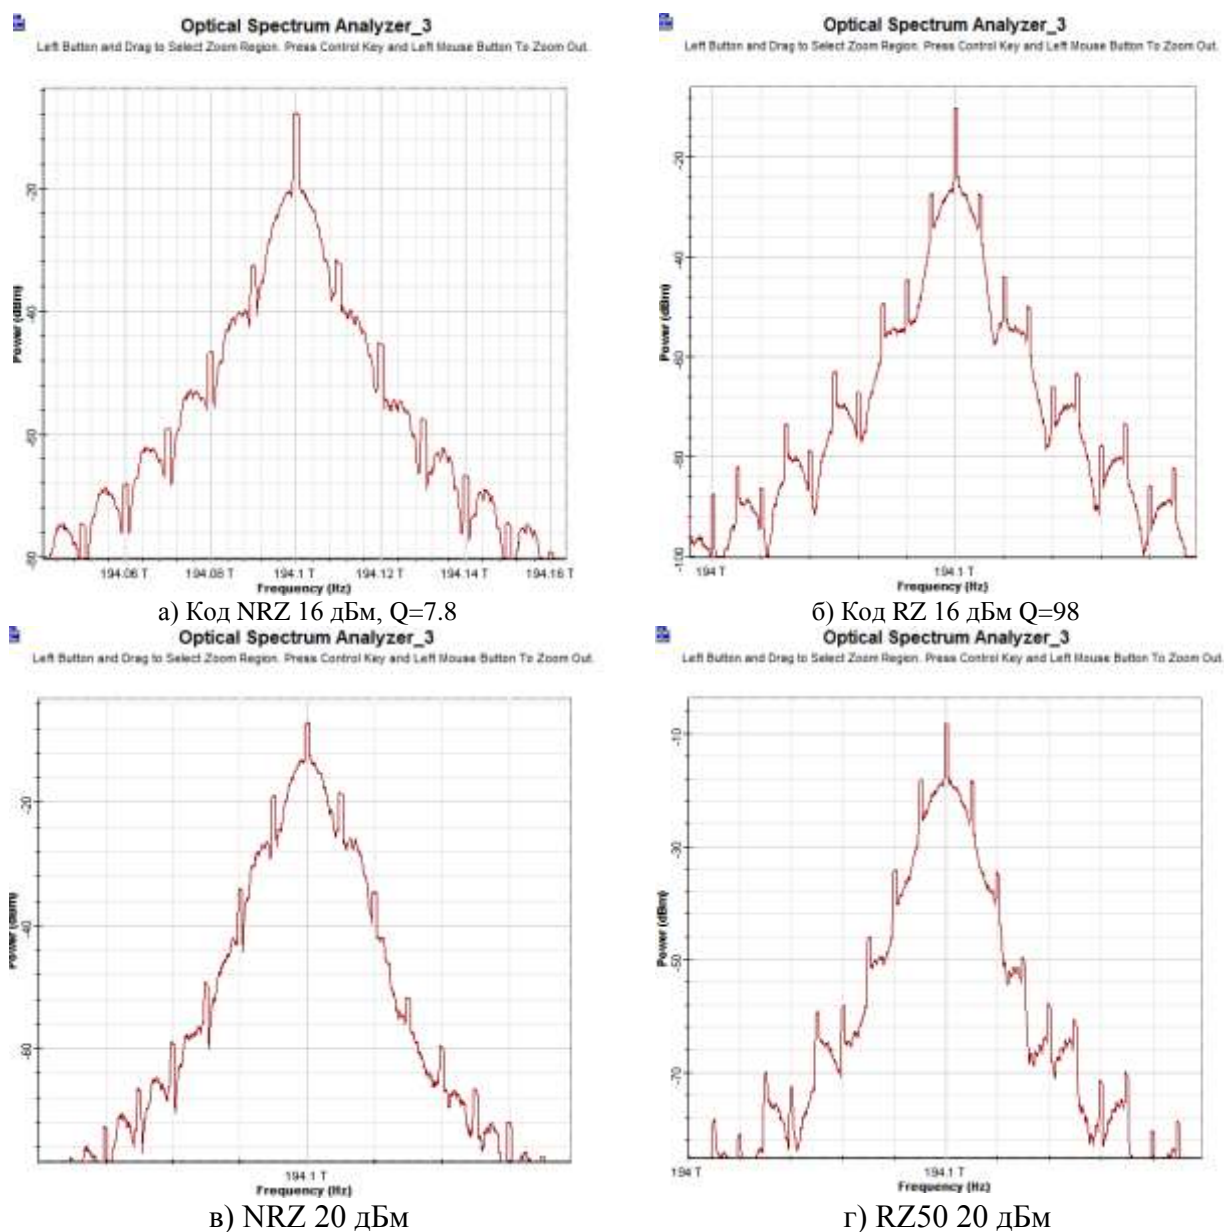 Optical Spectrum Analyzer_3
Left Button and Drag to Select Zoom Region. Press Control Key and Left Mouse Button To Zoom Out.
Power (dBm)
-20
-40
-60
-80
194.06 T 194.08 T 194.1 T 194.12 T 194.14 T 194.16 T
Frequency (Hz)
а) Код NRZ 16 дБм, Q=7.8
Optical Spectrum Analyzer_3
Left Button and Drag to Select Zoom Region. Press Control Key and Left Mouse Button To Zoom Out.
Power (dBm)
-20
-40
-60
-80
-100
194 T 194.1 T
Frequency (Hz)
б) Код RZ 16 дБм Q=98
Optical Spectrum Analyzer_3
Left Button and Drag to Select Zoom Region. Press Control Key and Left Mouse Button To Zoom Out.
Power (dBm)
-20
-40
-60
194.1 T
Frequency (Hz)
в) NRZ 20 дБм
Optical Spectrum Analyzer_3
Left Button and Drag to Select Zoom Region. Press Control Key and Left Mouse Button To Zoom Out.
Power (dBm)
-10
-30
-50
-70
194 T 194.1 T
Frequency (Hz)
г) RZ50 20 дБм